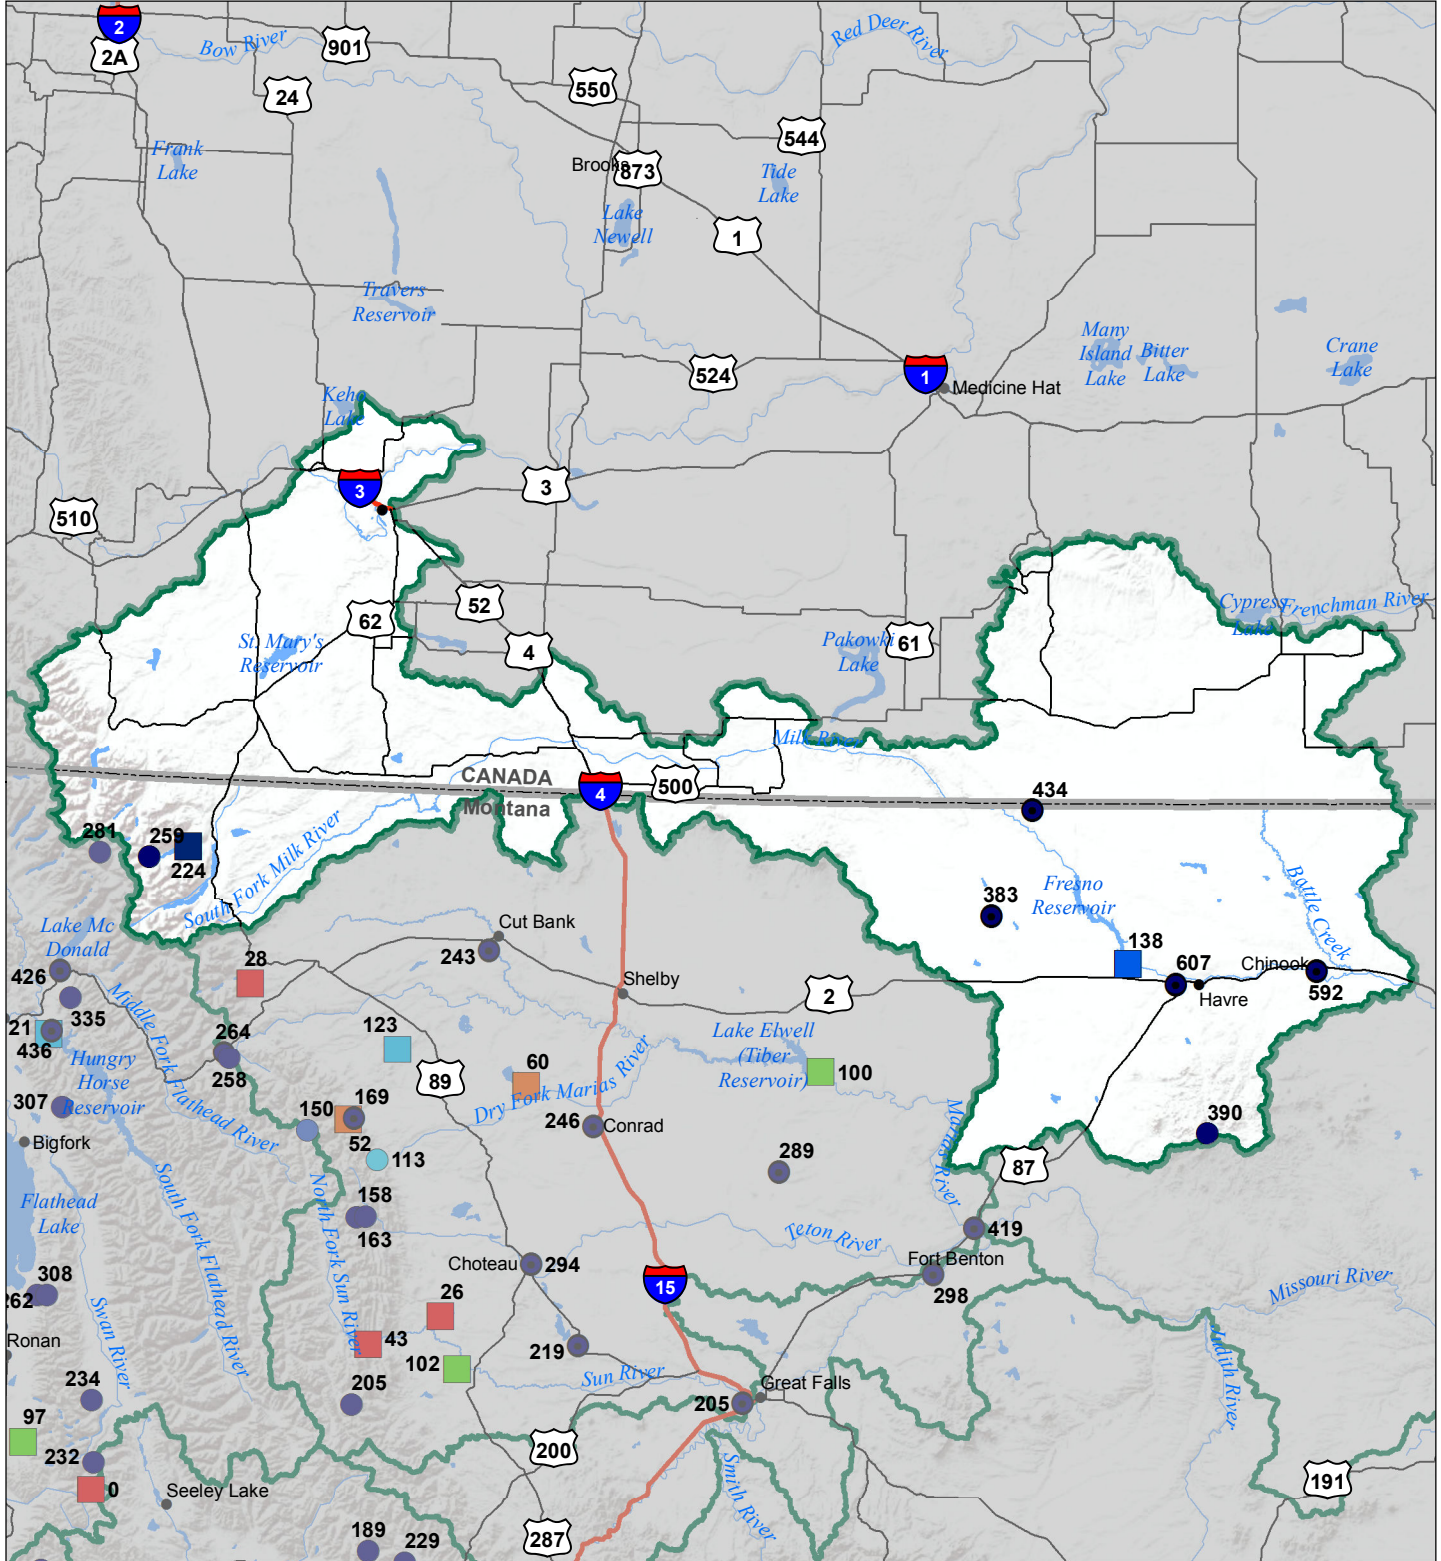 2
2A
Bow River
901
Red Deer River
24
550
544
Frank
Lake
Brooks
873
Tide
Lake
Lake
Newell
1
Travers
Reservoir
Many
Island
Lake
Bitter
Lake
Crane
Lake
524
1
Medicine Hat
Keho
Lake
3
3
510
62
52
4
St. Mary's
Reservoir
Pakowki
Lake
61
Cypress
Lake
Frenchman River
Milk River
CANADA
Montana
4
500
434
281
259
224
South Fork Milk River
383
Fresno
Reservoir
Battle Creek
Lake Mc
Donald
Cut Bank
243
138
607
Havre
Chinook
592
426
28
Shelby
2
335
21
436
Middle Fork Flathead River
264
258
123
89
60
Lake Elwell
(Tiber
Reservoir)
100
Hungry
Horse
Reservoir
Dry Fork Marias River
307
Bigfork
150
169
52
113
246
Conrad
289
Marias River
390
87
Flathead
Lake
South Fork Flathead River
North Fork Sun River
158
163
Teton River
419
Fort Benton
298
308
262
Choteau
294
15
Missouri River
Ronan
Swan River
26
43
102
219
Sun River
Judith River
234
205
205
Great Falls
97
232
0
200
Smith River
191
Seeley Lake
189
229
287